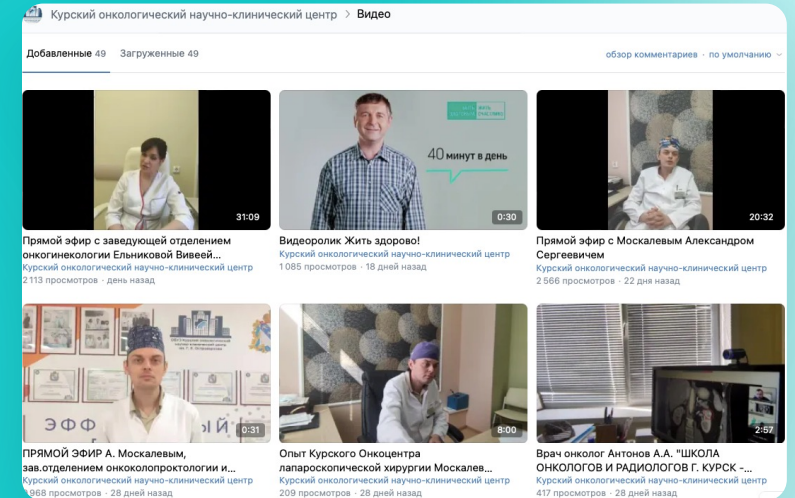 Курский онкологический научно-клинический центр > Видео
Добавленные 49 Загруженные 49
обзор комментариев · по умолчанию
31:09
40 минут в день
0:30
20:32
Прямой эфир с заведующей отделением
онкогинекологии Ельниковой Вивеей...
Курский онкологический научно-клинический центр
2 113 просмотров · день назад
Видеоролик Жить здорово!
Курский онкологический научно-клинический центр
1 085 просмотров · 18 дней назад
Прямой эфир с Москалевым Александром
Сергеевичем
Курский онкологический научно-клинический центр
2 566 просмотров · 22 дня назад
ЭФФ
Й
0:31
8:00
2:57
ПРЯМОЙ ЭФИР А. Москалевым,
зав.отделением онкоколопроктологии и...
Курский онкологический научно-клинический центр
968 просмотров · 28 дней назад
Опыт Курского Онкоцентра
лапароскопической хирургии Москалев...
Курский онкологический научно-клинический центр
209 просмотров · 28 дней назад
Врач онколог Антонов А.А. "ШКОЛА
ОНКОЛОГОВ И РАДИОЛОГОВ Г. КУРСК -...
Курский онкологический научно-клинический центр
417 просмотров · 28 дней назад